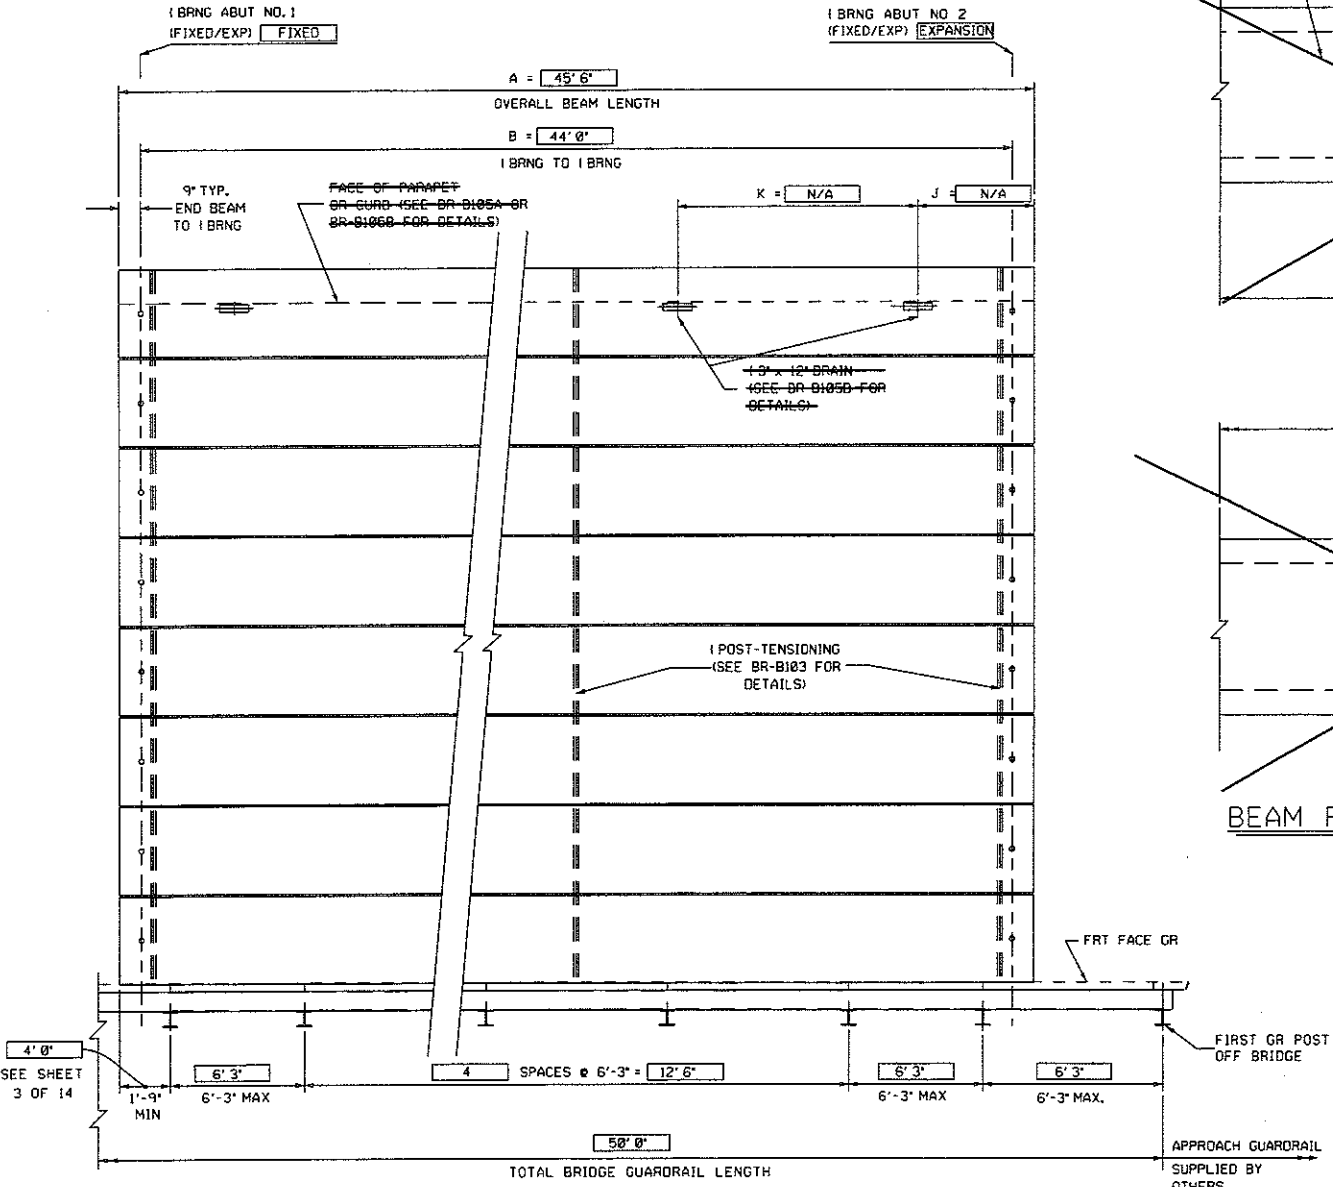 ꞁ BRNG ABUT NO. 1
(FIXED/EXP) FIXED
ꞁ BRNG ABUT NO 2
(FIXED/EXP) EXPANSION
A = 45'6"
OVERALL BEAM LENGTH
B = 44'0"
ꞁ BRNG TO ꞁ BRNG
9" TYP.
END BEAM
TO ꞁ BRNG
FACE OF PARAPET
OR CURB (SEE BR-B105A OR
BR-B106B FOR DETAILS)
K = N/A
J = N/A
ꞁ 3" x 12" DRAIN
(SEE BR-B105B FOR
DETAILS)
ꞁ POST-TENSIONING
(SEE BR-B103 FOR
DETAILS)
BEAM
FRT FACE GR
FIRST GR POST
OFF BRIDGE
4'0"
SEE SHEET
3 OF 14
1'-9"
MIN
6'3"
6'-3" MAX
4 SPACES @ 6'-3" = 12'6"
6'3"
6'-3" MAX
6'3"
6'-3" MAX.
50'0"
TOTAL BRIDGE GUARDRAIL LENGTH
APPROACH GUARDRAIL
SUPPLIED BY
OTHERS